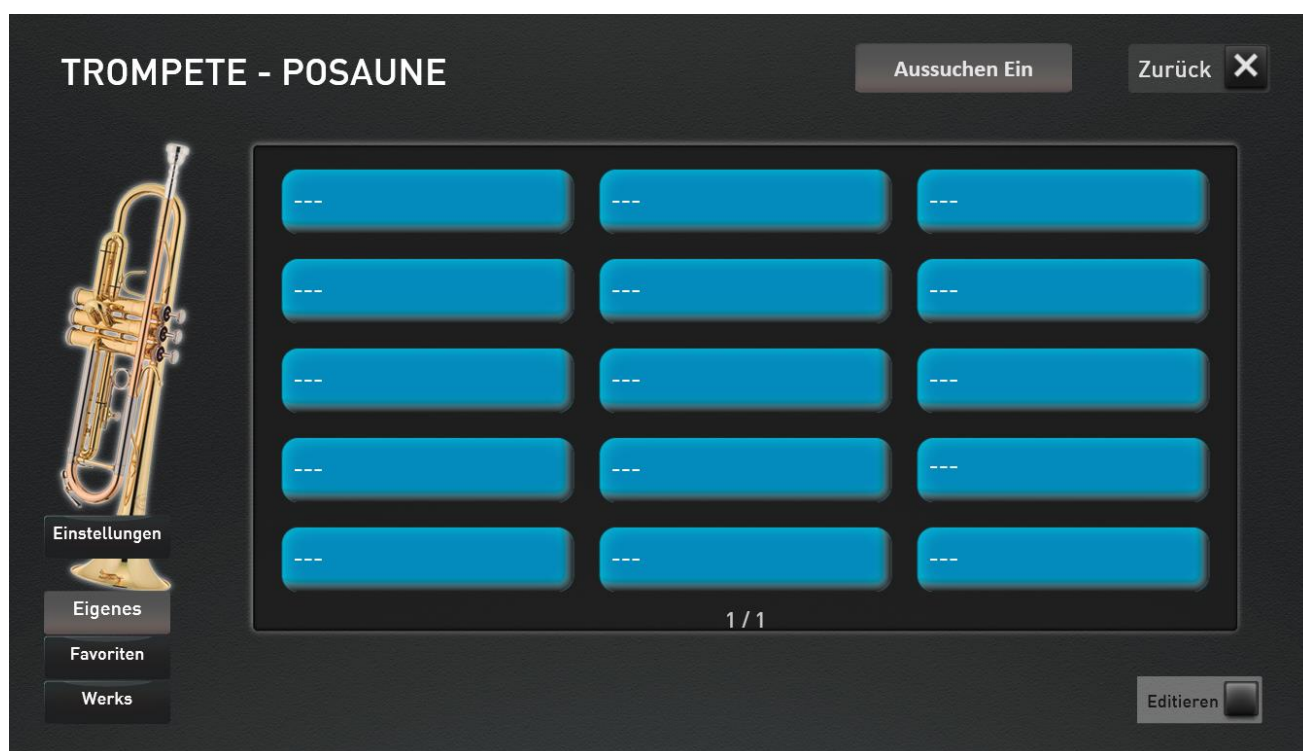 TROMPETE - POSAUNE
Aussuchen Ein
Zurück
--- --- ---
--- --- ---
--- --- ---
--- --- ---
Einstellungen
--- --- ---
Eigenes
1 / 1
Favoriten
Werks
Editieren